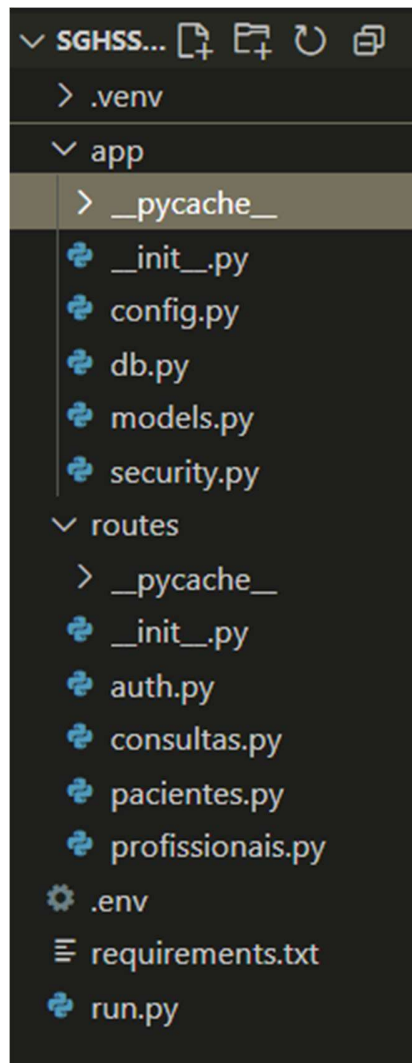 SGHSS...
.venv
app
__pycache__
__init__.py
config.py
db.py
models.py
security.py
routes
__pycache__
__init__.py
auth.py
consultas.py
pacientes.py
profissionais.py
.env
requirements.txt
run.py